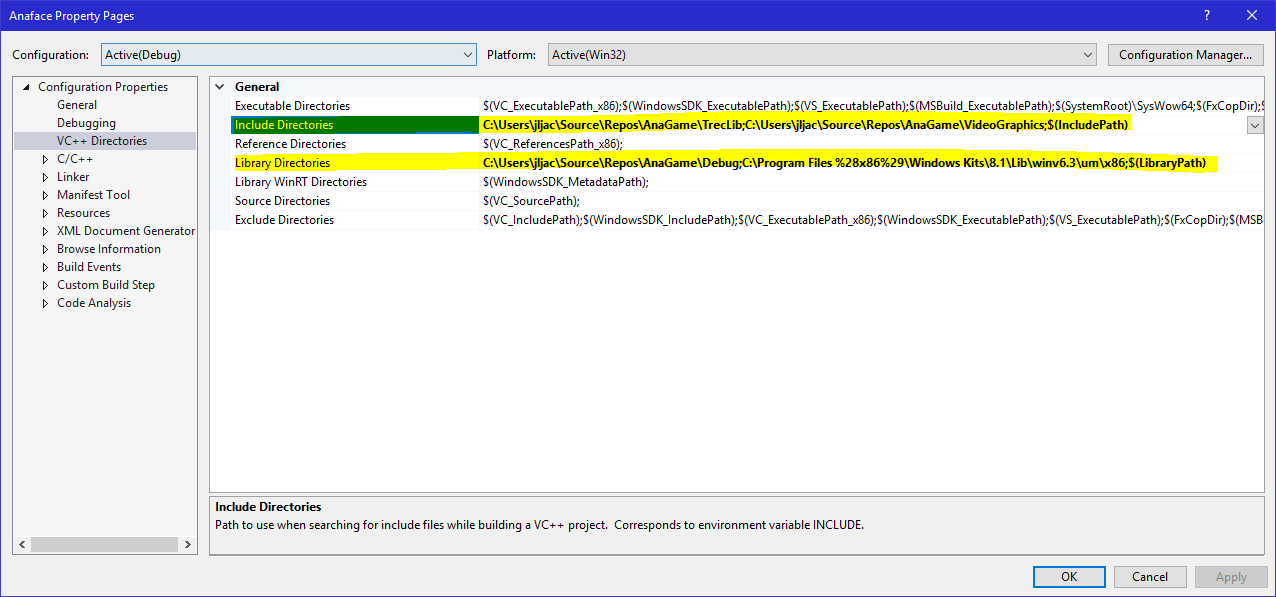 Anaface Property Pages
?
Configuration: Active(Debug) Platform: Active(Win32) Configuration Manager...
Configuration Properties
General
Debugging
VC++ Directories
C/C++
Linker
Manifest Tool
Resources
XML Document Generator
Browse Information
Build Events
Custom Build Step
Code Analysis
General
Executable Directories $(VC_ExecutablePath_x86);$(WindowsSDK_ExecutablePath);$(VS_ExecutablePath);$(MSBuild_ExecutablePath);$(SystemRoot)\SysWow64;$(FxCopDir);
Include Directories C:\Users\jljac\Source\Repos\AnaGame\TrecLib;C:\Users\jljac\Source\Repos\AnaGame\VideoGraphics;$(IncludePath)
Reference Directories $(VC_ReferencesPath_x86);
Library Directories C:\Users\jljac\Source\Repos\AnaGame\Debug;C:\Program Files %28x86%29\Windows Kits\8.1\Lib\winv6.3\um\x86;$(LibraryPath)
Library WinRT Directories $(WindowsSDK_MetadataPath);
Source Directories $(VC_SourcePath);
Exclude Directories $(VC_IncludePath);$(WindowsSDK_IncludePath);$(VC_ExecutablePath_x86);$(WindowsSDK_ExecutablePath);$(VS_ExecutablePath);$(FxCopDir);$(MSB
Include Directories
Path to use when searching for include files while building a VC++ project. Corresponds to environment variable INCLUDE.
OK Cancel Apply